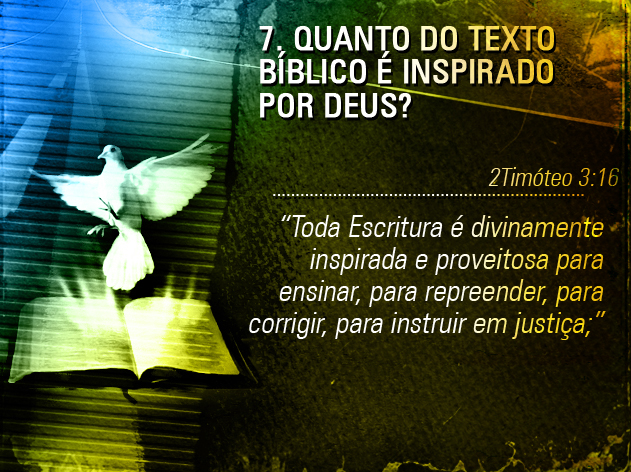 7. QUANTO DO TEXTO
BÍBLICO É INSPIRADO
POR DEUS?
2Timóteo 3:16
“Toda Escritura é divinamente
inspirada e proveitosa para
ensinar, para repreender, para
corrigir, para instruir em justiça;”